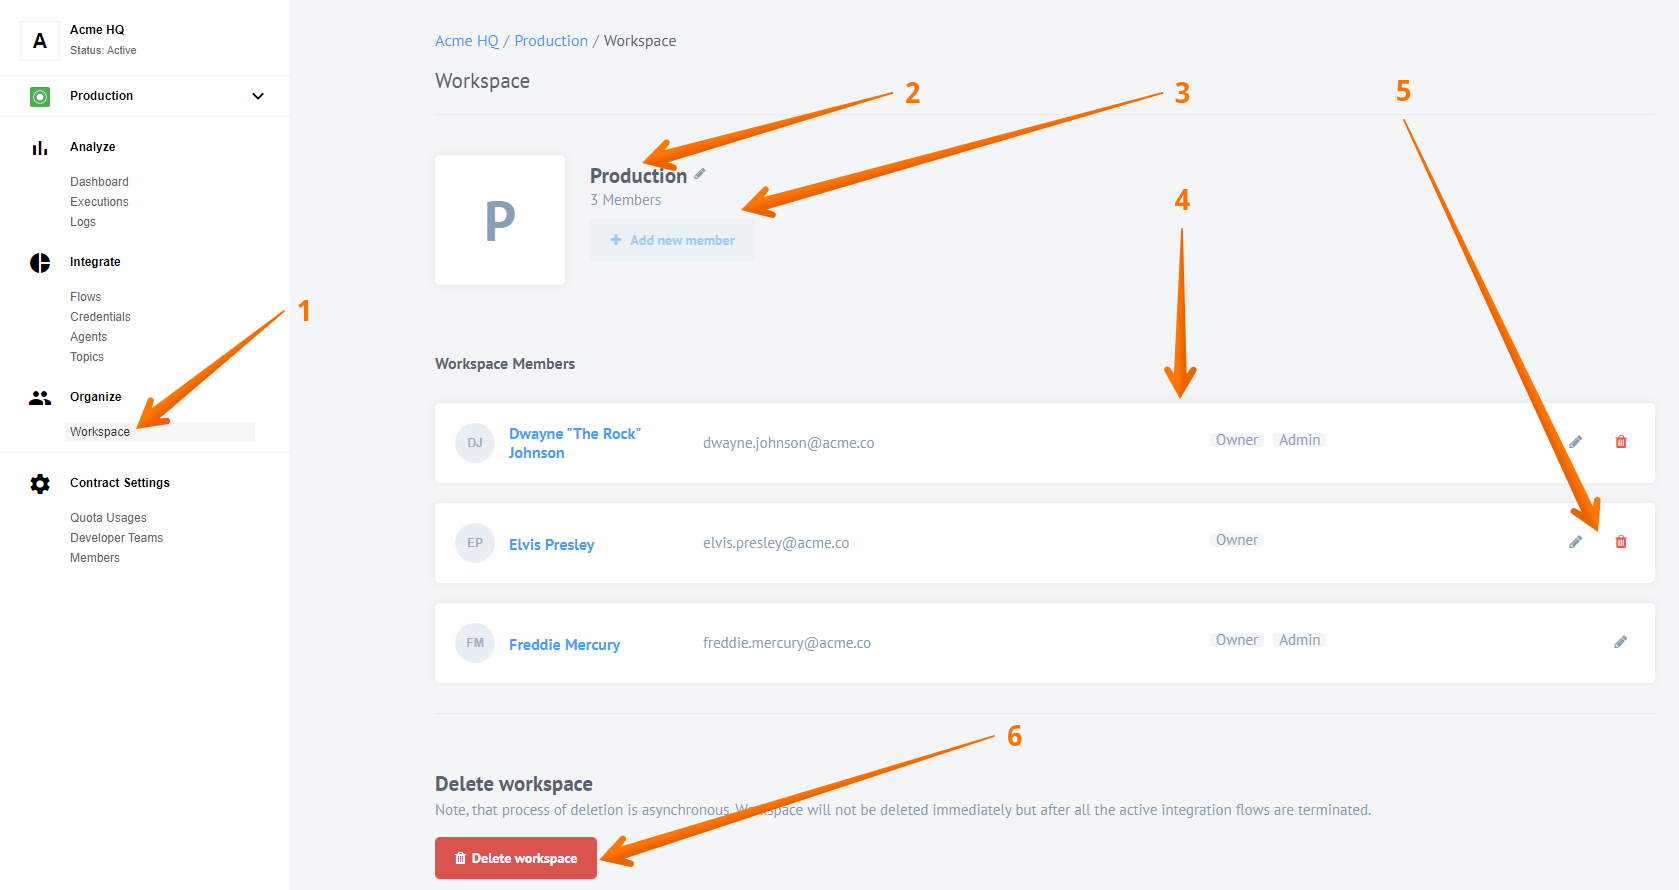 A
Acme HQ
Status: Active
Production
Analyze
Dashboard
Executions
Logs
Integrate
Flows
Credentials
Agents
Topics
Organize
Workspace
Contract Settings
Quota Usages
Developer Teams
Members
1
Acme HQ / Production / Workspace
Workspace
2
3
5
P
Production
3 Members
Add new member
4
Workspace Members
DJ
Dwayne "The Rock"
Johnson
dwayne.johnson@acme.co
Owner Admin
EP
Elvis Presley
elvis.presley@acme.co
Owner
FM
Freddie Mercury
freddie.mercury@acme.co
Owner Admin
6
Delete workspace
Note, that process of deletion is asynchronous. Workspace will not be deleted immediately but after all the active integration flows are terminated.
Delete workspace